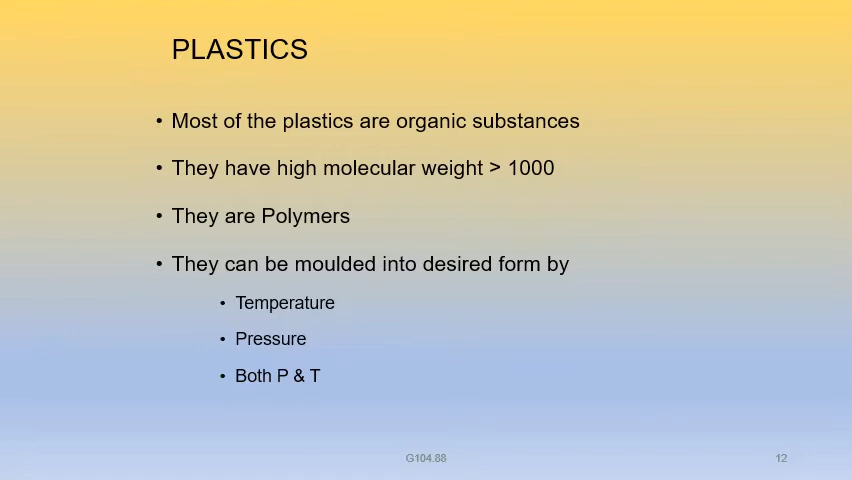 PLASTICS
• Most of the plastics are organic substances
• They have high molecular weight > 1000
• They are Polymers
• They can be moulded into desired form by
• Temperature
• Pressure
• Both P & T
G104.88
12